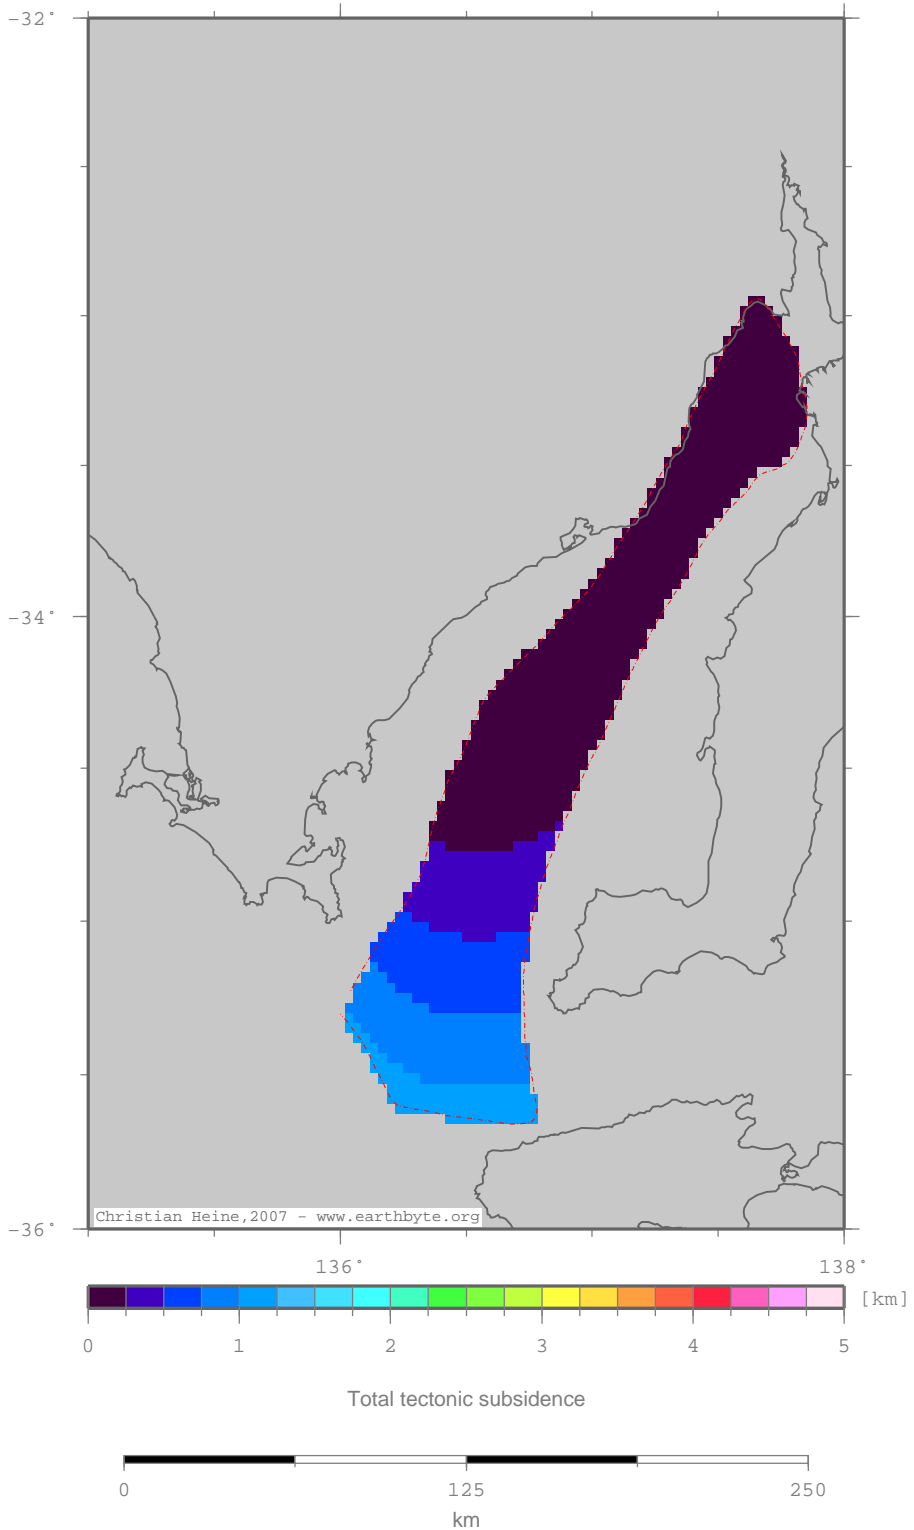 -32°
-34°
-36°
Christian Heine,2007 - www.earthbyte.org
136° 138°
[km]
0 1 2 3 4 5
Total tectonic subsidence
0 125 250
km